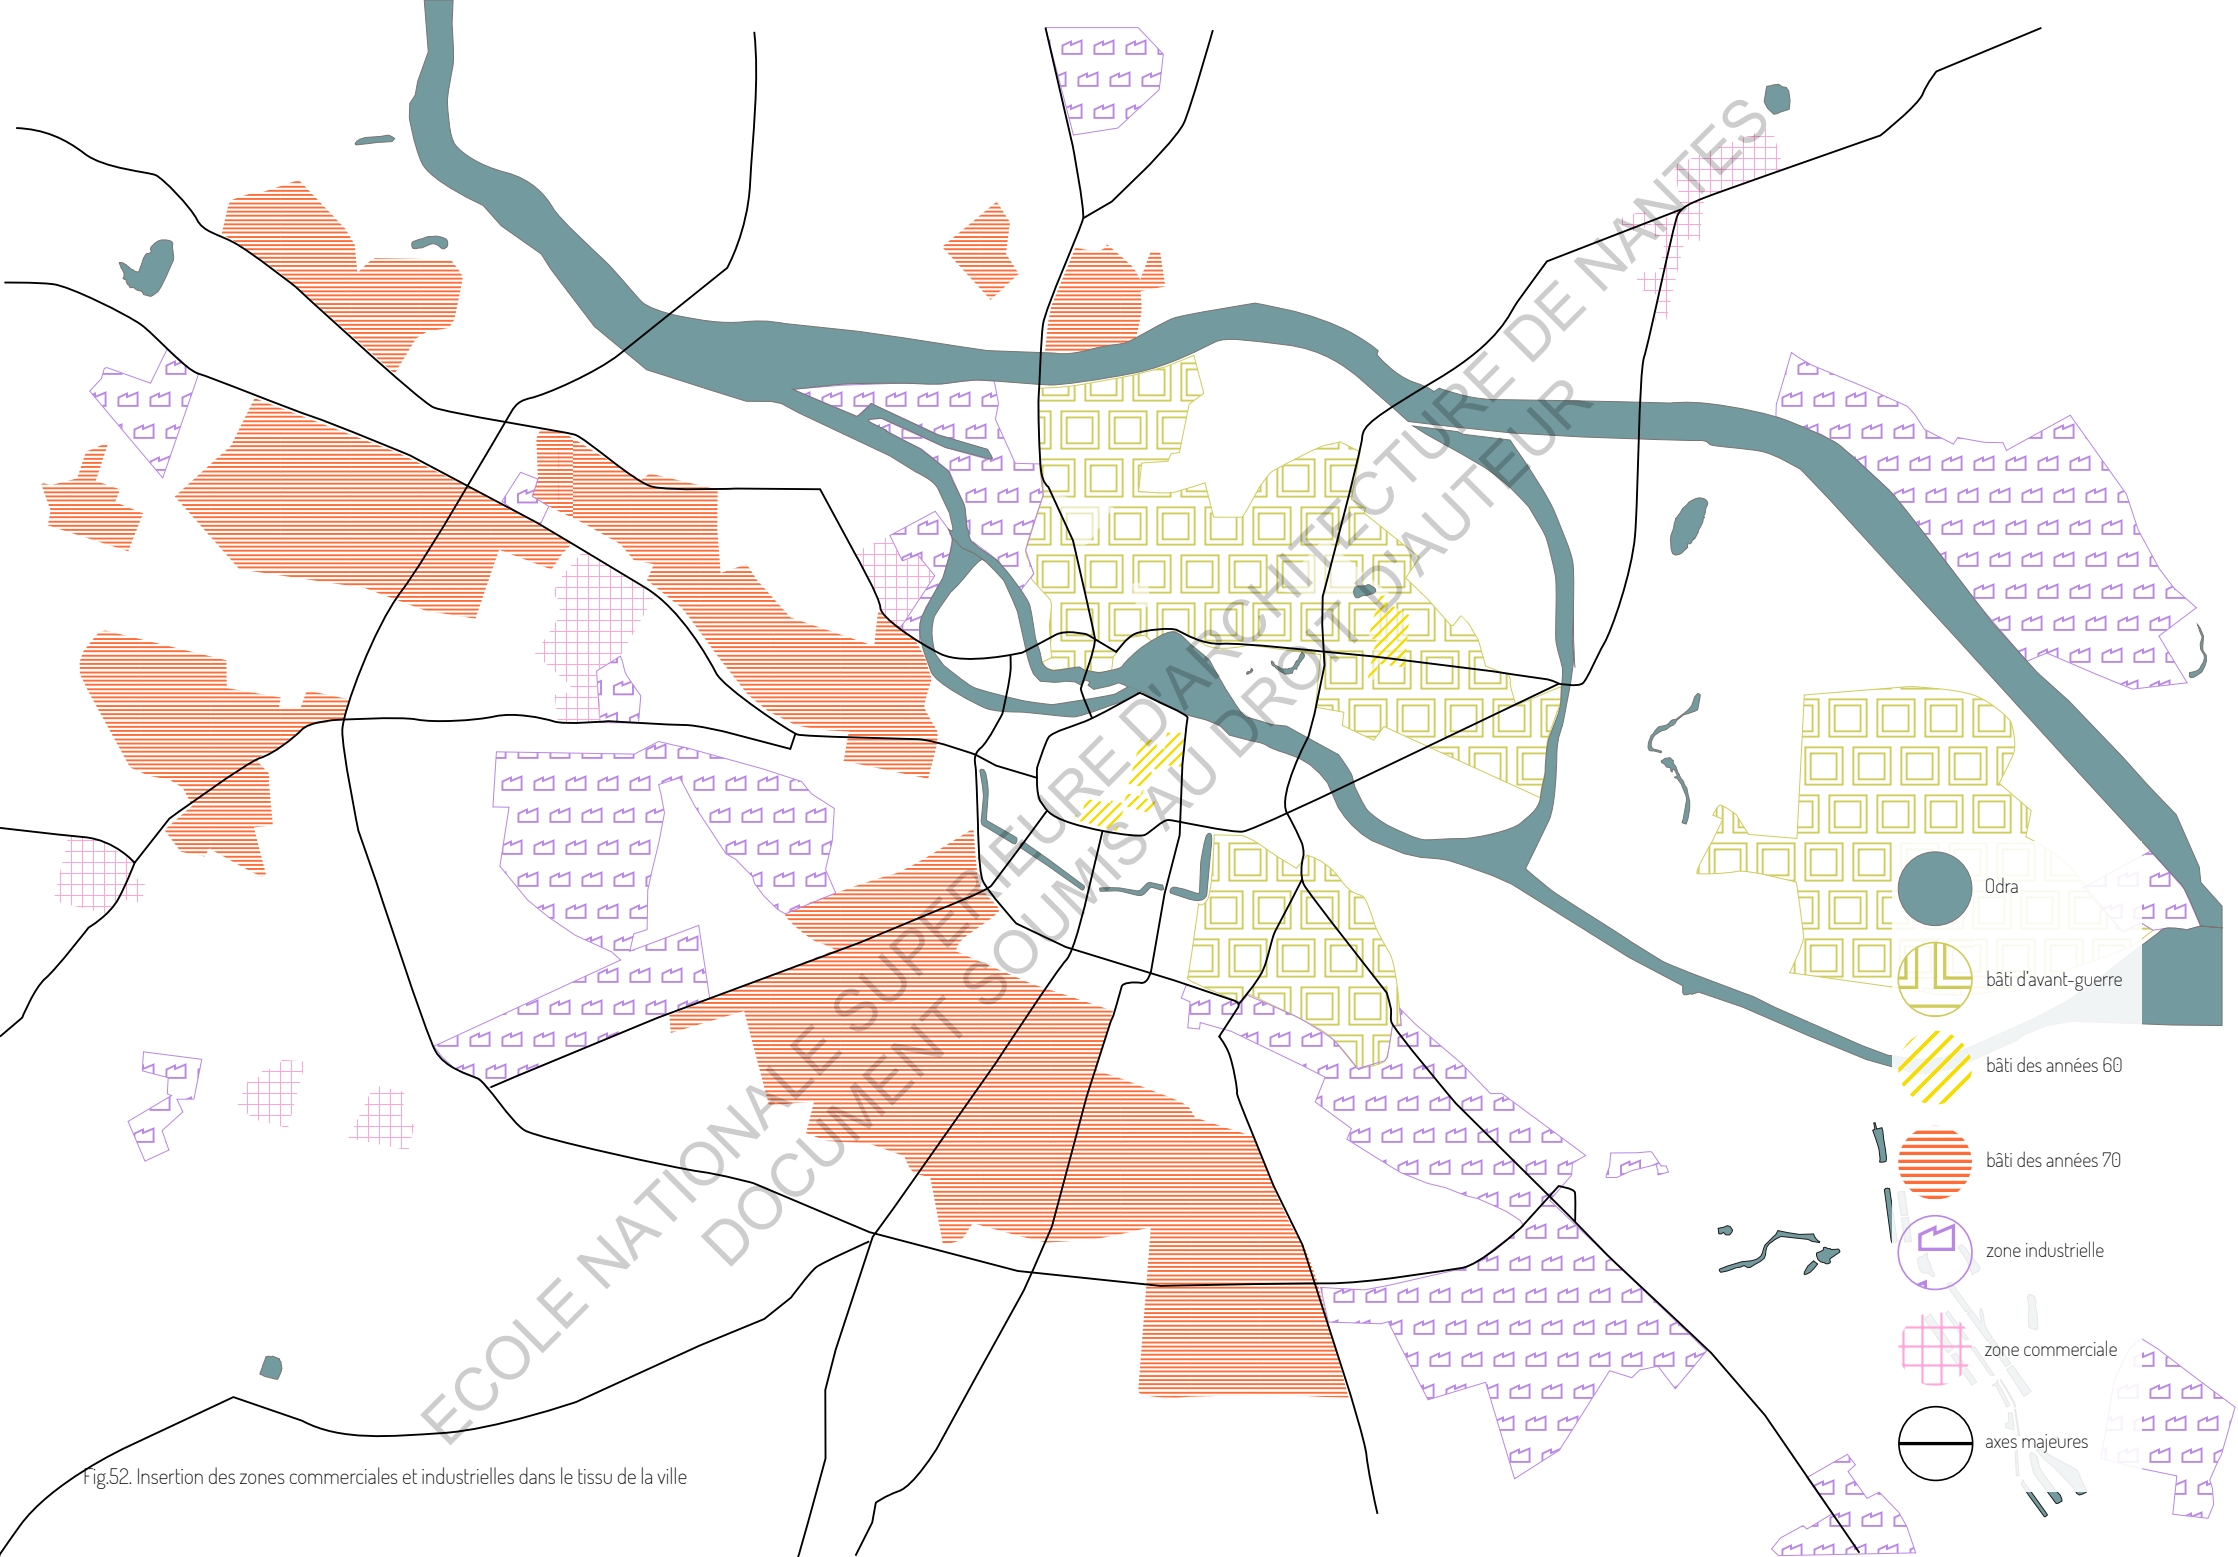 ECOLE NATIONALE SUPERIEURE D'ARCHITECTURE DE NANTES
DOCUMENT SOUMIS AU DROIT D'AUTEUR
Odra
bâti d'avant-guerre
bâti des années 60
bâti des années 70
zone industrielle
zone commerciale
axes majeures
Fig.52. Insertion des zones commerciales et industrielles dans le tissu de la ville